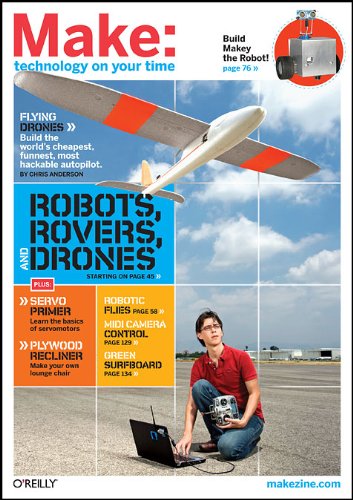 Make:
technology on your time
Build
Makey
the Robot!
page 76 »
FLYING
DRONES »
Build the
world's cheapest,
funnest, most
hackable autopilot.
BY CHRIS ANDERSON
ROBOTS,
ROVERS,
AND DRONES
STARTING ON PAGE 45 »
PLUS:
» SERVO
PRIMER
Learn the basics
of servomotors
» PLYWOOD
RECLINER
Make your own
lounge chair
ROBOTIC
FLIES PAGE 58 »
MIDI CAMERA
CONTROL
PAGE 129 »
GREEN
SURFBOARD
PAGE 134 »
O'REILLY
makezine.com